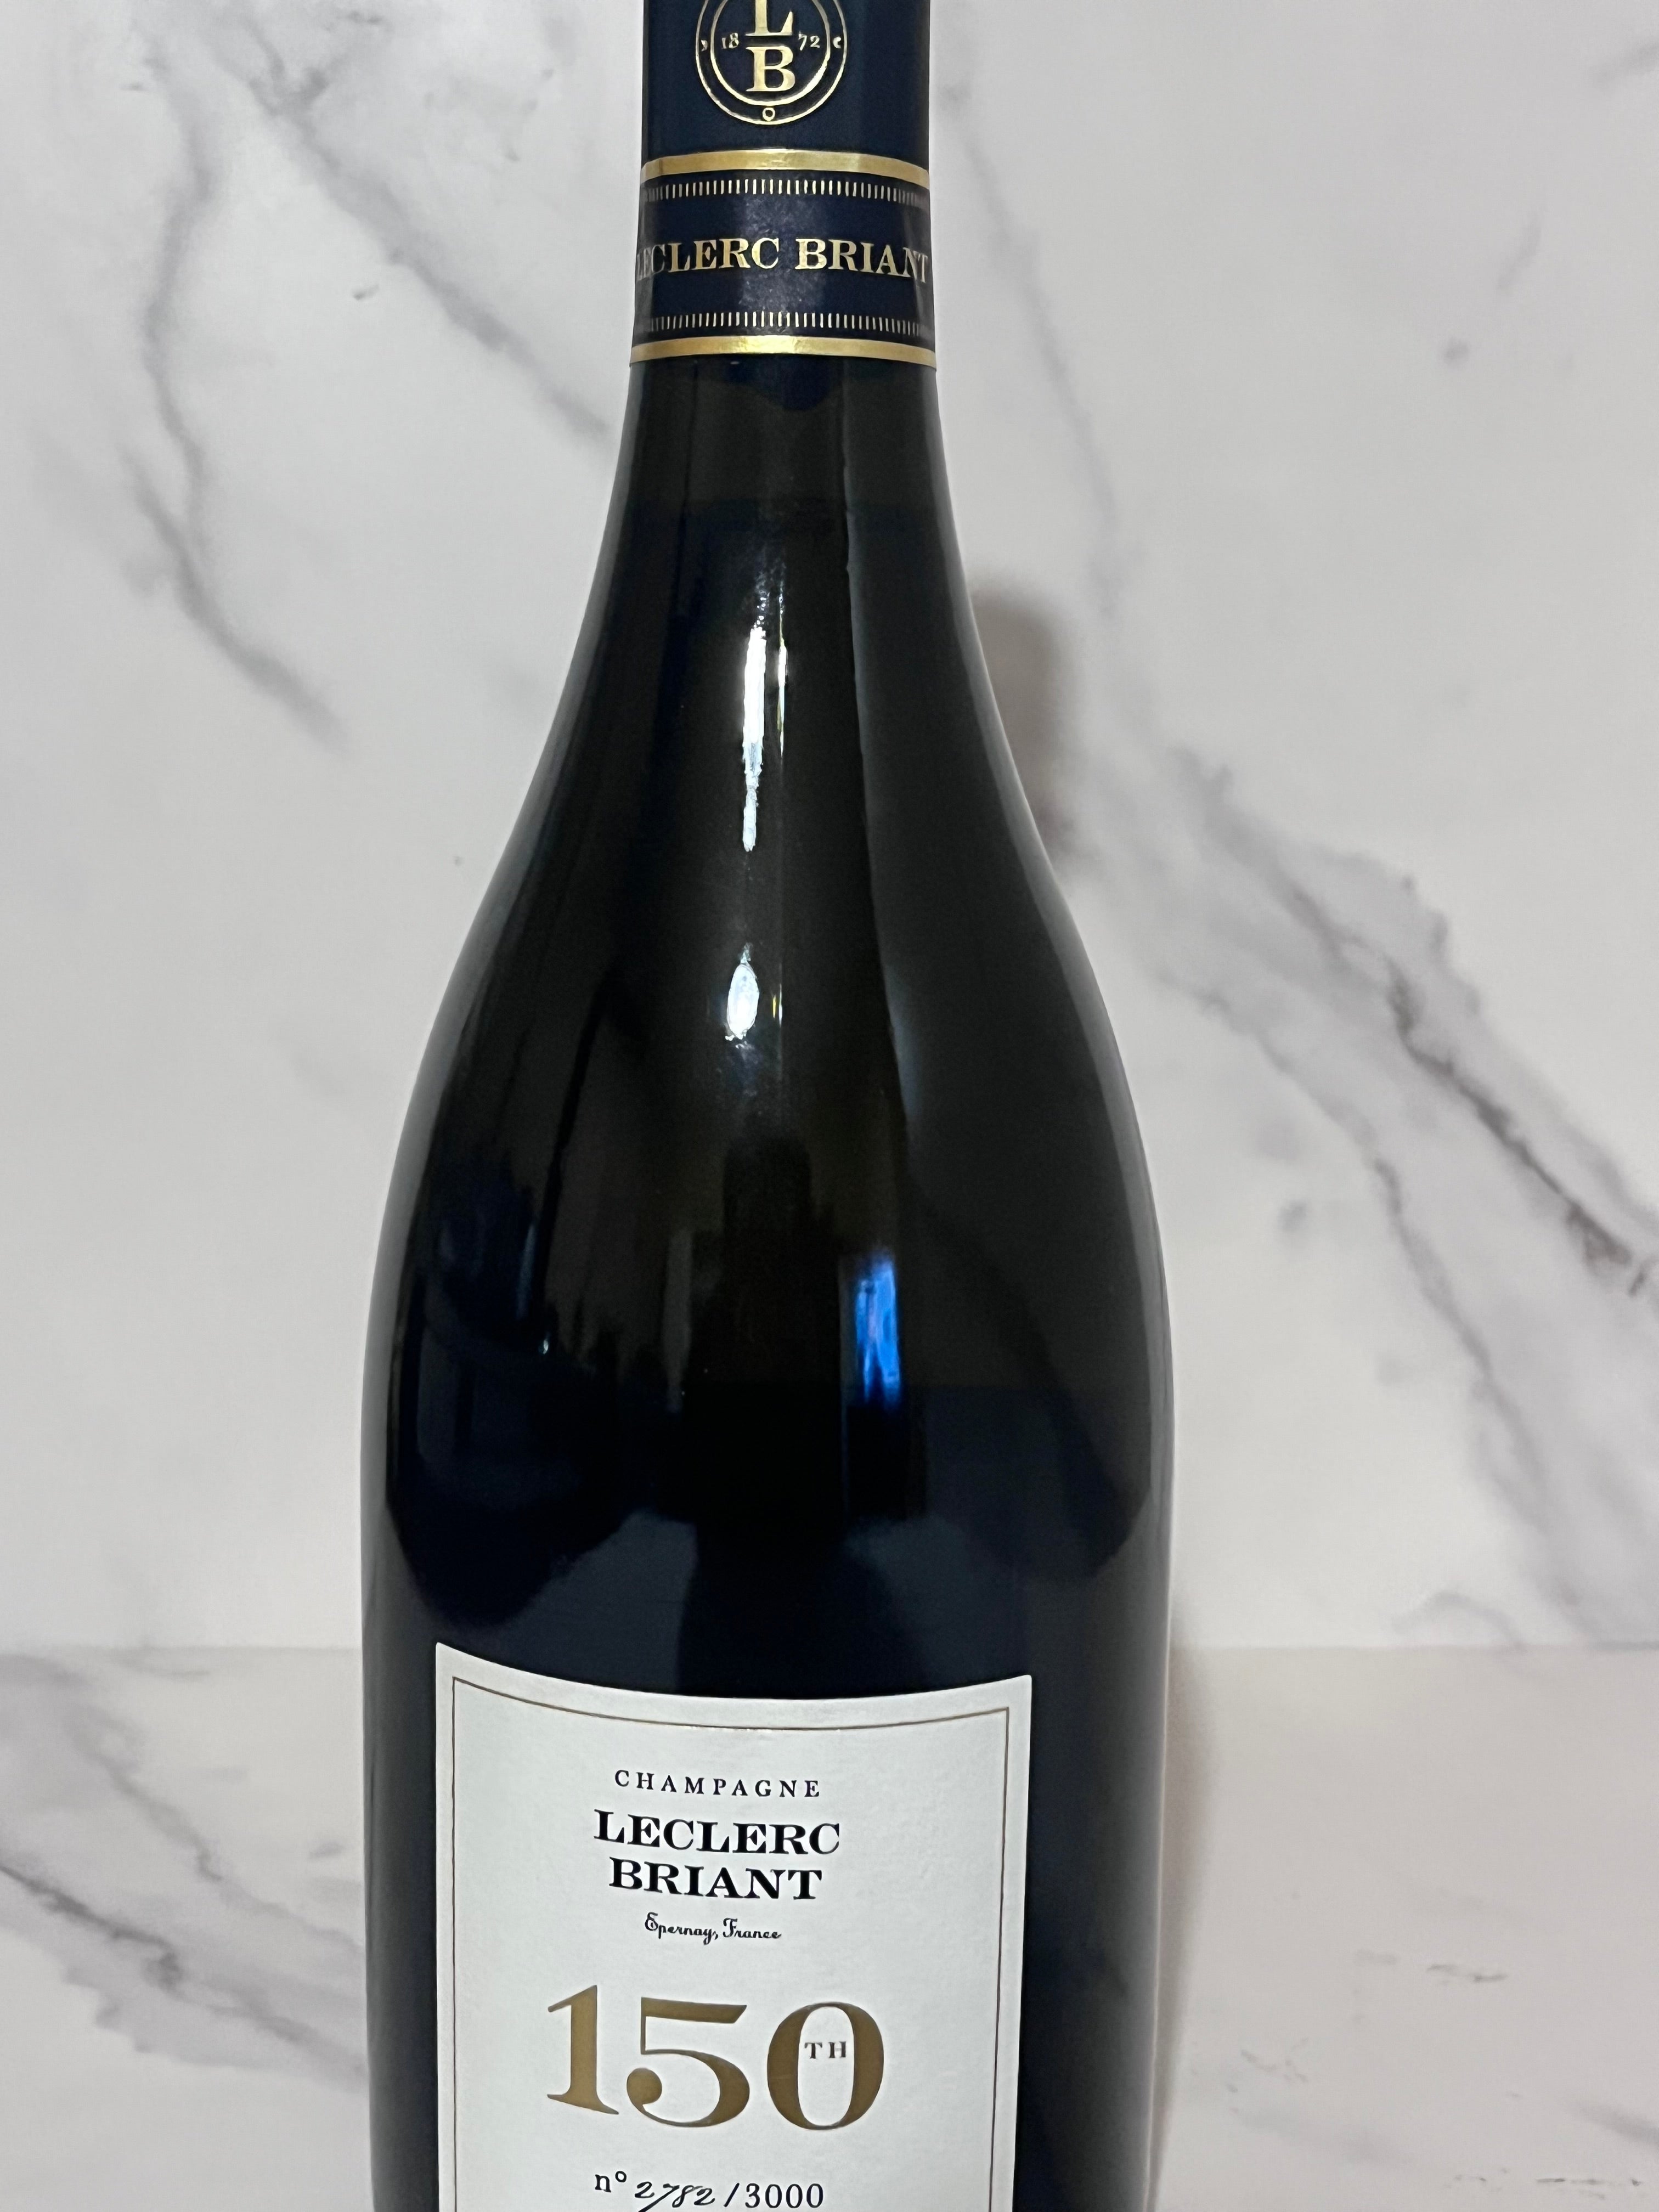 L
18 72
B
LECLERC BRIANT
CHAMPAGNE
LECLERC
BRIANT
Epernay, France
150
TH
n° 2782 / 3000